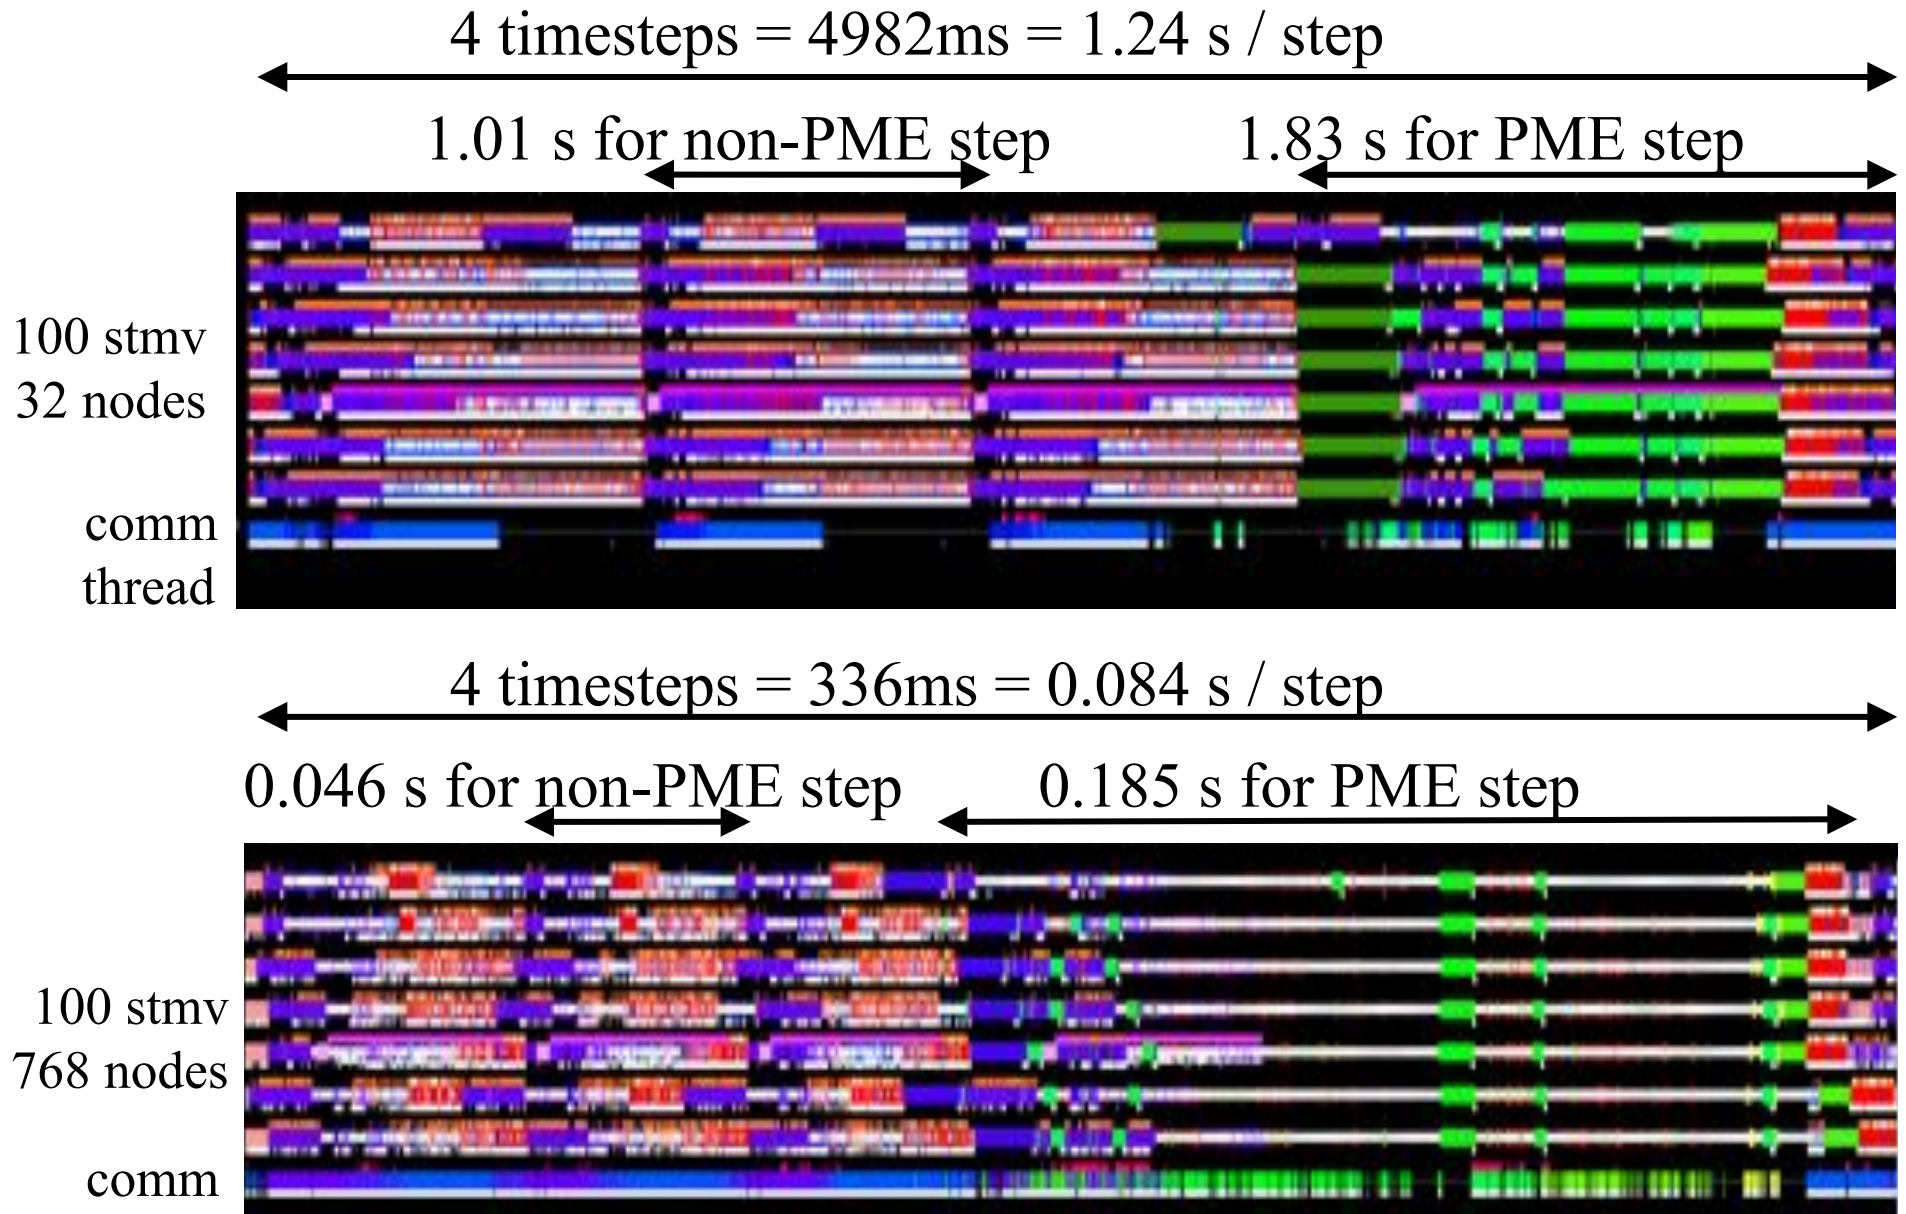 4 timesteps = 4982ms = 1.24 s / step
1.01 s for non-PME step
1.83 s for PME step
100 stmv
32 nodes
comm
thread
4 timesteps = 336ms = 0.084 s / step
0.046 s for non-PME step
0.185 s for PME step
100 stmv
768 nodes
comm